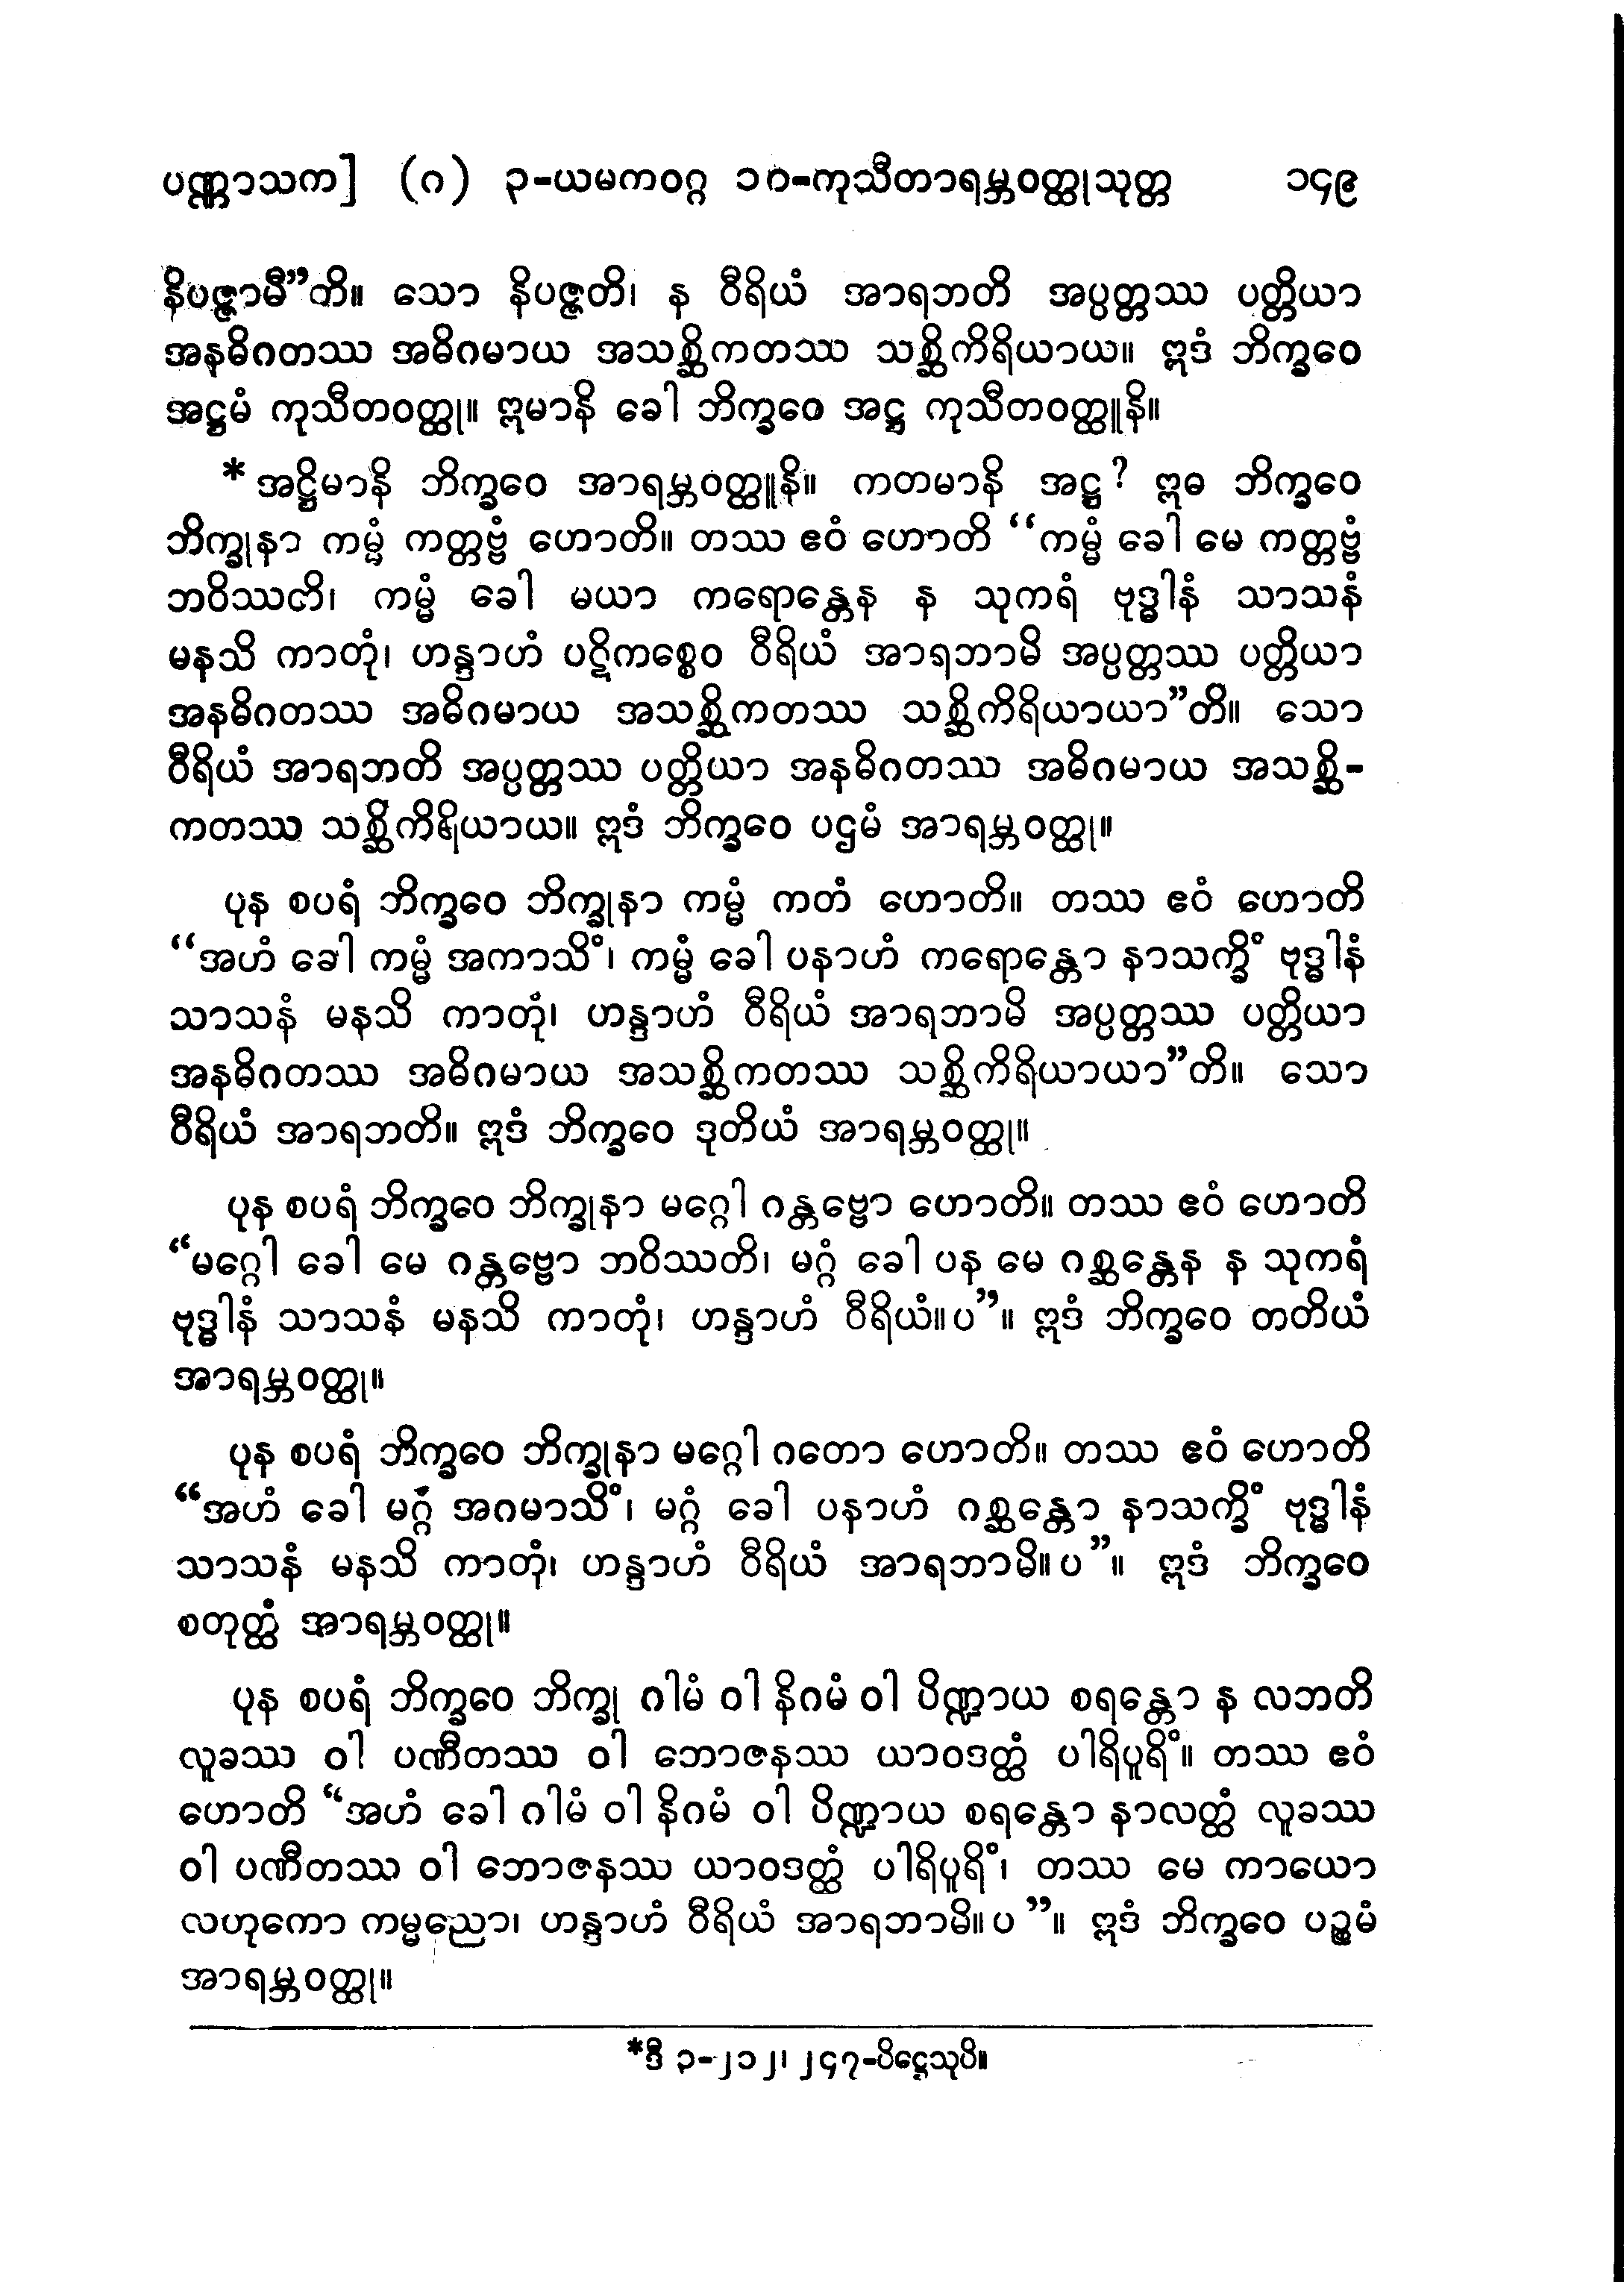 ပဏ္ဏာသက] (ဂ) ၃-ယမကဝဂ္ဂ ၁၀-ကုသီတာရမ္ဘဝတ္ထုသုတ္တ ၁၄၉
နိပဇ္ဇာမီ”တိ။ သော နိပဇ္ဇတိ၊ န ဝီရိယံ အာရဘတိ အပ္ပတ္တဿ ပတ္တိယာ
အနဓိဂတဿ အဓိဂမာယ အသစ္ဆိကတဿ သစ္ဆိကိရိယာယ။ ဣဒံ ဘိက္ခဝေ
အဋ္ဌမံ ကုသီတဝတ္ထု။ ဣမာနိ ခေါ ဘိက္ခဝေ အဋ္ဌ ကုသီတဝတ္ထူနိ။
*အဋ္ဌိမာနိ ဘိက္ခဝေ အာရမ္ဘဝတ္ထူနိ။ ကတမာနိ အဋ္ဌ? ဣဓ ဘိက္ခဝေ
ဘိက္ခုနာ ကမ္မံ ကတ္တဗ္ဗံ ဟောတိ။ တဿ ဧဝံ ဟောတိ “ကမ္မံ ခေါ မေ ကတ္တဗ္ဗံ
ဘဝိဿတိ၊ ကမ္မံ ခေါ မယာ ကရောန္တေန န သုကရံ ဗုဒ္ဓါနံ သာသနံ
မနသိ ကာတုံ၊ ဟန္ဒာဟံ ပဋိကစ္စေဝ ဝီရိယံ အာရဘာမိ အပ္ပတ္တဿ ပတ္တိယာ
အနဓိဂတဿ အဓိဂမာယ အသစ္ဆိကတဿ သစ္ဆိကိရိယာယာ”တိ။ သော
ဝီရိယံ အာရဘတိ အပ္ပတ္တဿ ပတ္တိယာ အနဓိဂတဿ အဓိဂမာယ အသစ္ဆိ-
ကတဿ သစ္ဆိကိရိယာယ။ ဣဒံ ဘိက္ခဝေ ပဌမံ အာရမ္ဘဝတ္ထု။
ပုန စပရံ ဘိက္ခဝေ ဘိက္ခုနာ ကမ္မံ ကတံ ဟောတိ။ တဿ ဧဝံ ဟောတိ
“အဟံ ခေါ ကမ္မံ အကာသိံ၊ ကမ္မံ ခေါ ပနာဟံ ကရောန္တော နာသက္ခိံ ဗုဒ္ဓါနံ
သာသနံ မနသိ ကာတုံ၊ ဟန္ဒာဟံ ဝီရိယံ အာရဘာမိ အပ္ပတ္တဿ ပတ္တိယာ
အနဓိဂတဿ အဓိဂမာယ အသစ္ဆိကတဿ သစ္ဆိကိရိယာယာ”တိ။ သော
ဝီရိယံ အာရဘတိ။ ဣဒံ ဘိက္ခဝေ ဒုတိယံ အာရမ္ဘဝတ္ထု။
ပုန စပရံ ဘိက္ခဝေ ဘိက္ခုနာ မဂ္ဂေါ ဂန္တဗ္ဗော ဟောတိ။ တဿ ဧဝံ ဟောတိ
“မဂ္ဂေါ ခေါ မေ ဂန္တဗ္ဗော ဘဝိဿတိ၊ မဂ္ဂံ ခေါ ပန မေ ဂစ္ဆန္တေန န သုကရံ
ဗုဒ္ဓါနံ သာသနံ မနသိ ကာတုံ၊ ဟန္ဒာဟံ ဝီရိယံ။ပ”။ ဣဒံ ဘိက္ခဝေ တတိယံ
အာရမ္ဘဝတ္ထု။
ပုန စပရံ ဘိက္ခဝေ ဘိက္ခုနာ မဂ္ဂေါ ဂတော ဟောတိ။ တဿ ဧဝံ ဟောတိ
“အဟံ ခေါ မဂ္ဂံ အဂမာသိံ၊ မဂ္ဂံ ခေါ ပနာဟံ ဂစ္ဆန္တော နာသက္ခိံ ဗုဒ္ဓါနံ
သာသနံ မနသိ ကာတုံ၊ ဟန္ဒာဟံ ဝီရိယံ အာရဘာမိ။ပ”။ ဣဒံ ဘိက္ခဝေ
စတုတ္ထံ အာရမ္ဘဝတ္ထု။
ပုန စပရံ ဘိက္ခဝေ ဘိက္ခု ဂါမံ ဝါ နိဂမံ ဝါ ပိဏ္ဍာယ စရန္တော န လဘတိ
လူခဿ ဝါ ပဏီတဿ ဝါ ဘောဇနဿ ယာဝဒတ္ထံ ပါရိပူရိံ။ တဿ ဧဝံ
ဟောတိ “အဟံ ခေါ ဂါမံ ဝါ နိဂမံ ဝါ ပိဏ္ဍာယ စရန္တော နာလတ္ထံ လူခဿ
ဝါ ပဏီတဿ ဝါ ဘောဇနဿ ယာဝဒတ္ထံ ပါရိပူရိံ၊ တဿ မေ ကာယော
လဟုကော ကမ္မညော၊ ဟန္ဒာဟံ ဝီရိယံ အာရဘာမိ။ပ”။ ဣဒံ ဘိက္ခဝေ ပဉ္စမံ
အာရမ္ဘဝတ္ထု။
*ဒီ ၃-၂၁၂၊ ၂၄၇-ပိဋ္ဌေသုပိ။